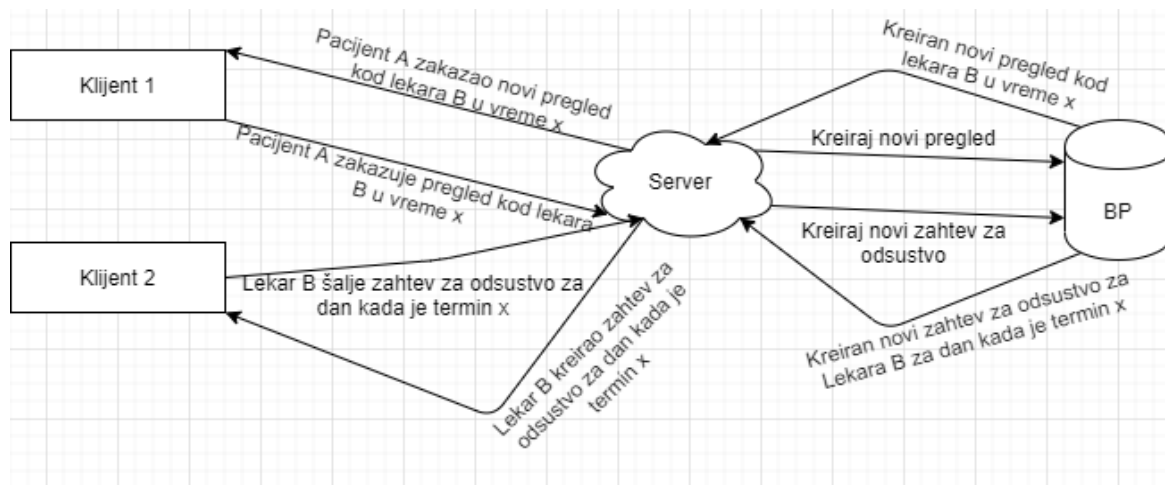 Klijent 1
Pacijent A zakazao novi pregled
kod lekara B u vreme x
Pacijent A zakazuje pregled kod lekara
B u vreme x
Klijent 2
Lekar B šalje zahtev za odsustvo za
dan kada je termin x
Lekar B kreirao zahtev za
odsustvo za dan kada je
termin x
Server
Kreiran novi pregled kod
lekara B u vreme x
Kreiraj novi pregled
Kreiraj novi zahtev za
odsustvo
BP
Kreiran novi zahtev za odsustvo za
Lekara B za dan kada je termin x